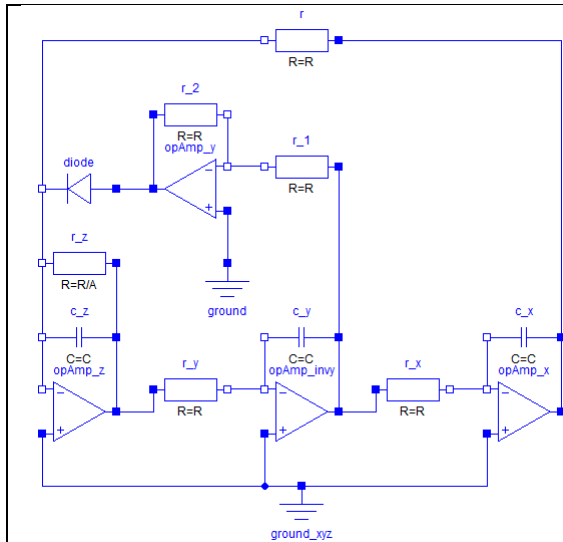 r
R=R
r_2
R=R
opAmp_y
r_1
R=R
diode
−
+
r_z
R=R/A
ground
c_z
C=C
opAmp_z
r_y
R=R
c_y
C=C
opAmp_invy
r_x
R=R
c_x
C=C
opAmp_x
−
+
−
+
−
+
ground_xyz